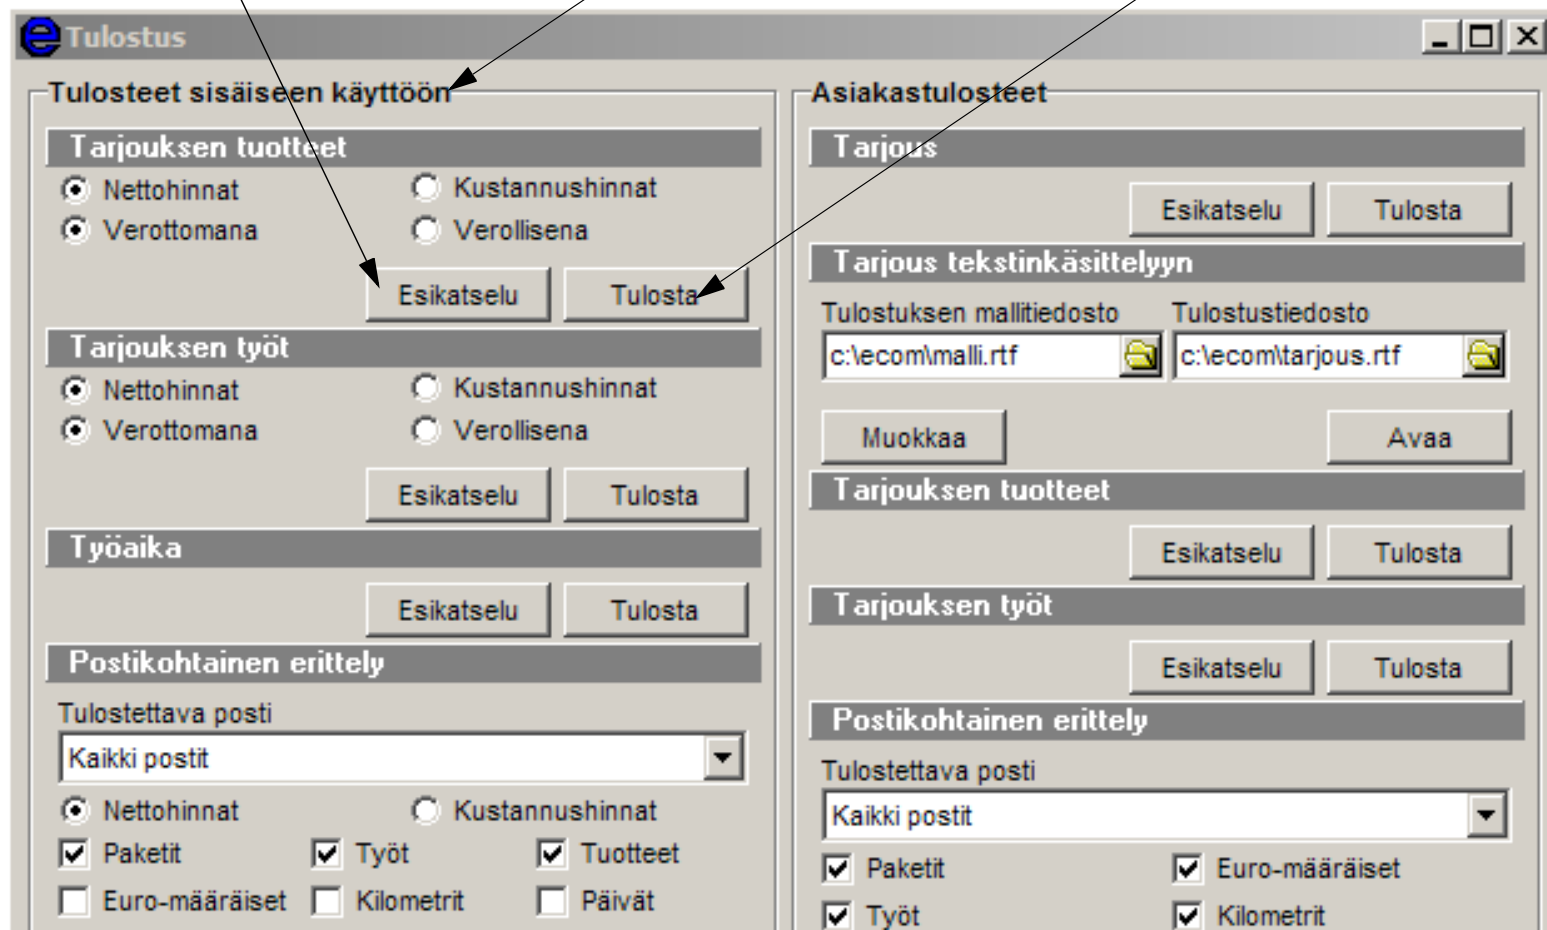 Tulostus
Tulosteet sisäiseen käyttöön
Tarjouksen tuotteet
Nettohinnat Kustannushinnat
Verottomana Verollisena
Esikatselu Tulosta
Tarjouksen työt
Nettohinnat Kustannushinnat
Verottomana Verollisena
Esikatselu Tulosta
Työaika
Esikatselu Tulosta
Postikohtainen erittely
Tulostettava posti
Kaikki postit
Nettohinnat Kustannushinnat
Paketit Työt Tuotteet
Euro-määräiset Kilometrit Päivät
Asiakastulosteet
Tarjous
Esikatselu Tulosta
Tarjous tekstinkäsittelyyn
Tulostuksen mallitiedosto Tulostustiedosto
c:\ecom\malli.rtf c:\ecom\tarjous.rtf
Muokkaa Avaa
Tarjouksen tuotteet
Esikatselu Tulosta
Tarjouksen työt
Esikatselu Tulosta
Postikohtainen erittely
Tulostettava posti
Kaikki postit
Paketit Euro-määräiset
Työt Kilometrit